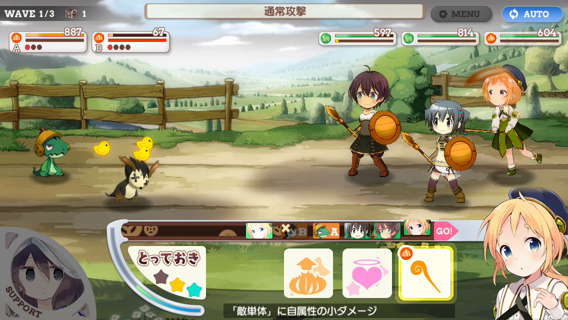 WAVE 1/3
1
通常攻撃
MENU
AUTO
887
67
A
B
597
814
604
B
A
GO!
とっておき
SUPPORT
「敵単体」に自属性の小ダメージ